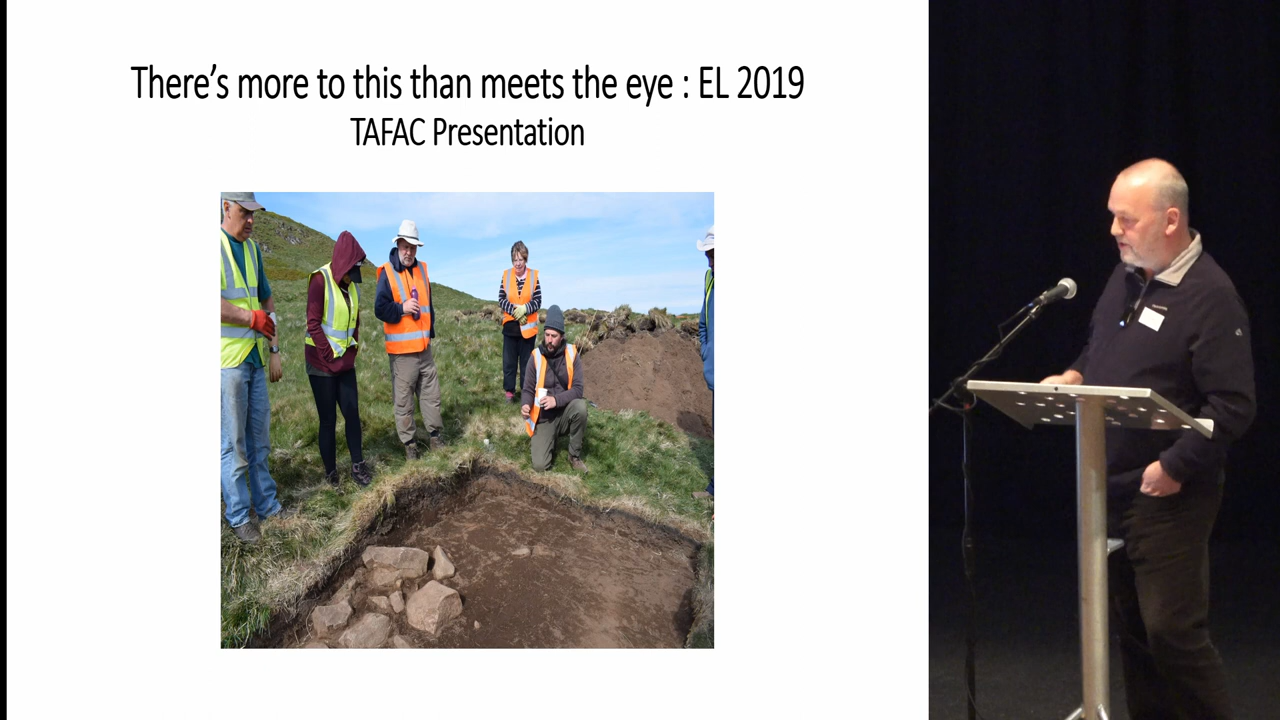 There’s more to this than meets the eye : EL 2019
TAFAC Presentation